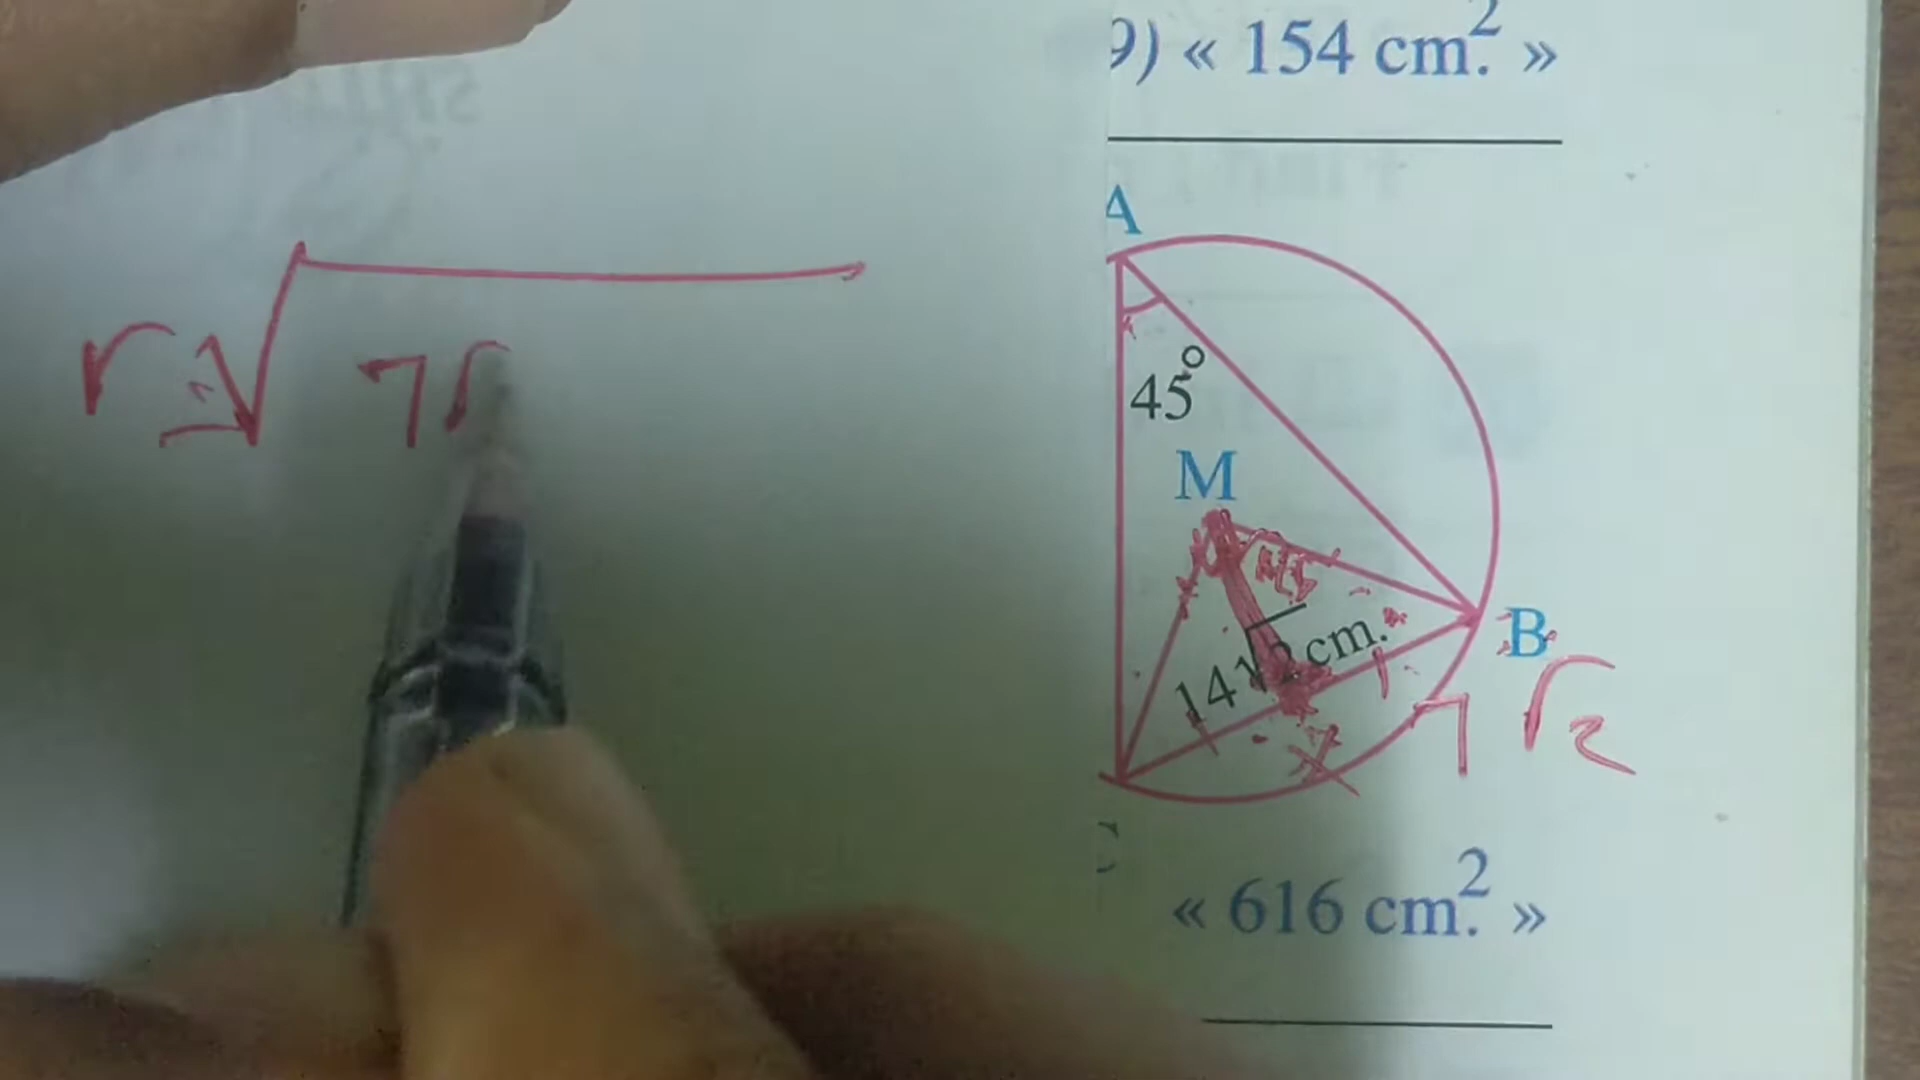 9) « 154 cm.² »
A
45°
M
14√2 cm.
B
r = √ 7√
7 √2
« 616 cm.² »